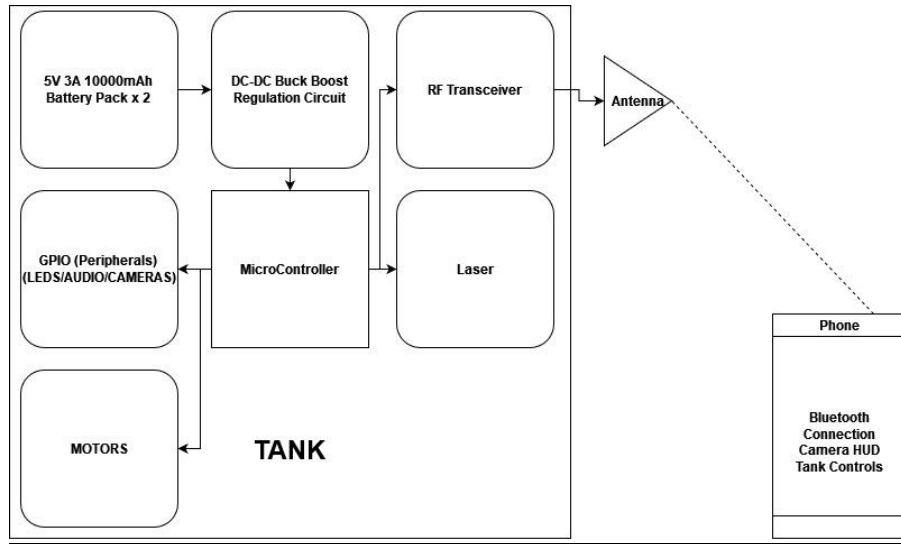 5V 3A 10000mAh
Battery Pack x 2
DC-DC Buck Boost
Regulation Circuit
RF Transceiver
Antenna
GPIO (Peripherals)
(LEDS/AUDIO/CAMERAS)
MicroController
Laser
Phone
Bluetooth
Connection
Camera HUD
Tank Controls
MOTORS
TANK